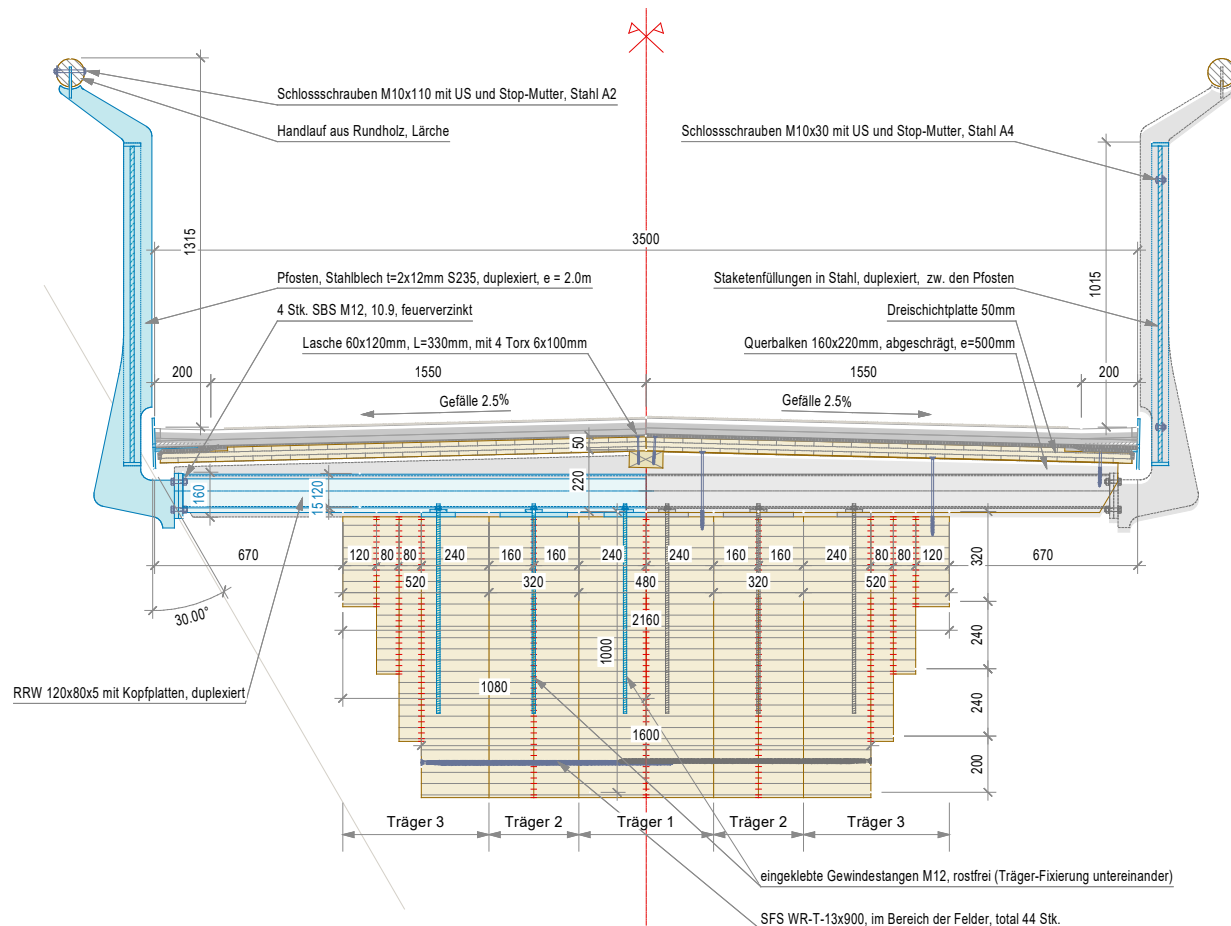 Schlossschrauben M10x110 mit US und Stop-Mutter, Stahl A2
Handlauf aus Rundholz, Lärche
Schlossschrauben M10x30 mit US und Stop-Mutter, Stahl A4
1315
3500
1015
Pfosten, Stahlblech t=2x12mm S235, duplexiert, e = 2.0m
Staketenfüllungen in Stahl, duplexiert, zw. den Pfosten
4 Stk. SBS M12, 10.9, feuerverzinkt
Dreischichtplatte 50mm
Lasche 60x120mm, L=330mm, mit 4 Torx 6x100mm
Querbalken 160x220mm, abgeschrägt, e=500mm
200 1550 1550 200
Gefälle 2.5% Gefälle 2.5%
50
160 15 120 220
670 120 80 80 240 160 160 240 240 160 160 240 80 80 120 320 670
520 320 480 320 520
30.00°
2160
240
1000
RRW 120x80x5 mit Kopfplatten, duplexiert
1080
240
1600
200
Träger 3 Träger 2 Träger 1 Träger 2 Träger 3
eingeklebte Gewindestangen M12, rostfrei (Träger-Fixierung untereinander)
SFS WR-T-13x900, im Bereich der Felder, total 44 Stk.